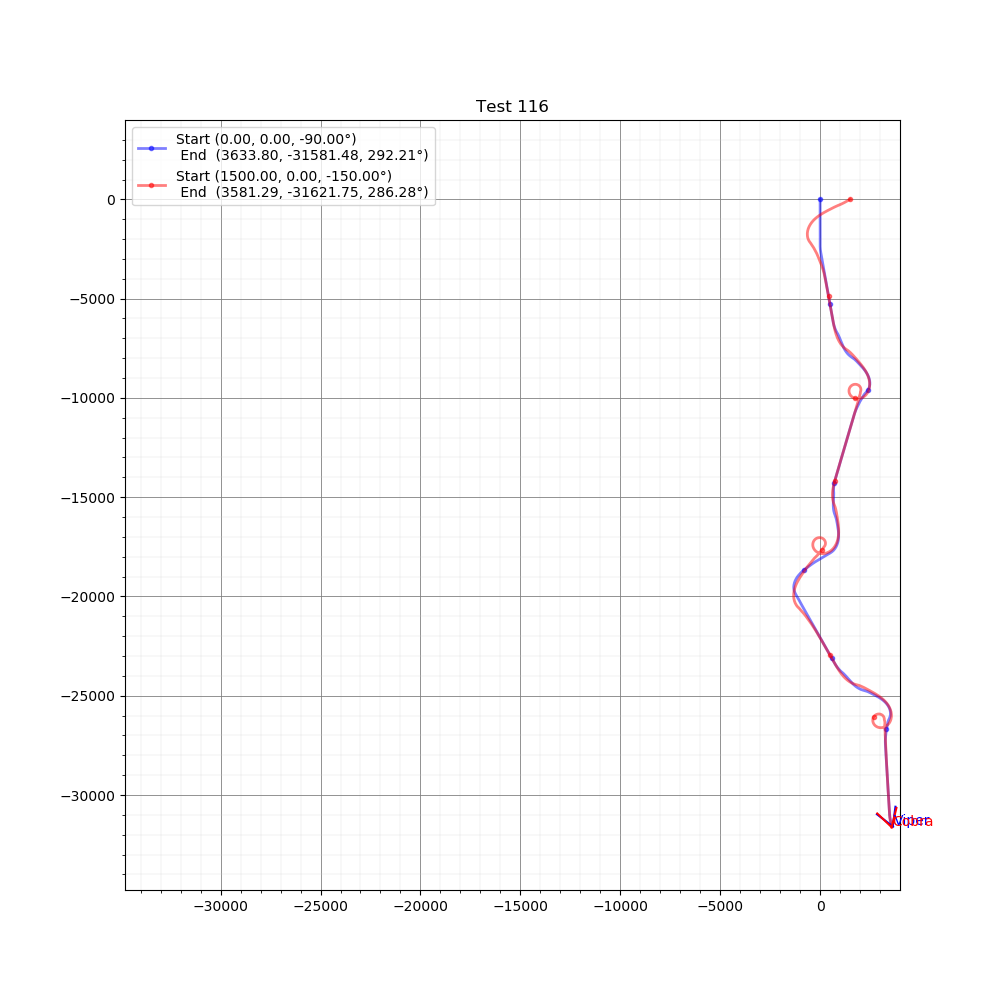 Test 116
Start (0.00, 0.00, -90.00°)
End (3633.80, -31581.48, 292.21°)
Start (1500.00, 0.00, -150.00°)
End (3581.29, -31621.75, 286.28°)
0
−5000
−10000
−15000
−20000
−25000
−30000
Viper
Cobra
−30000 −25000 −20000 −15000 −10000 −5000 0